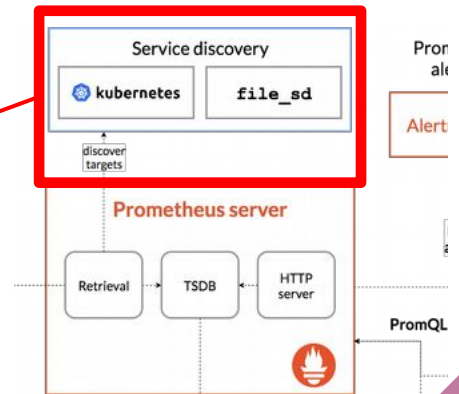 Service discovery
kubernetes
file_sd
discover
targets
Prometheus server
Retrieval
TSDB
HTTP
server
PromQL